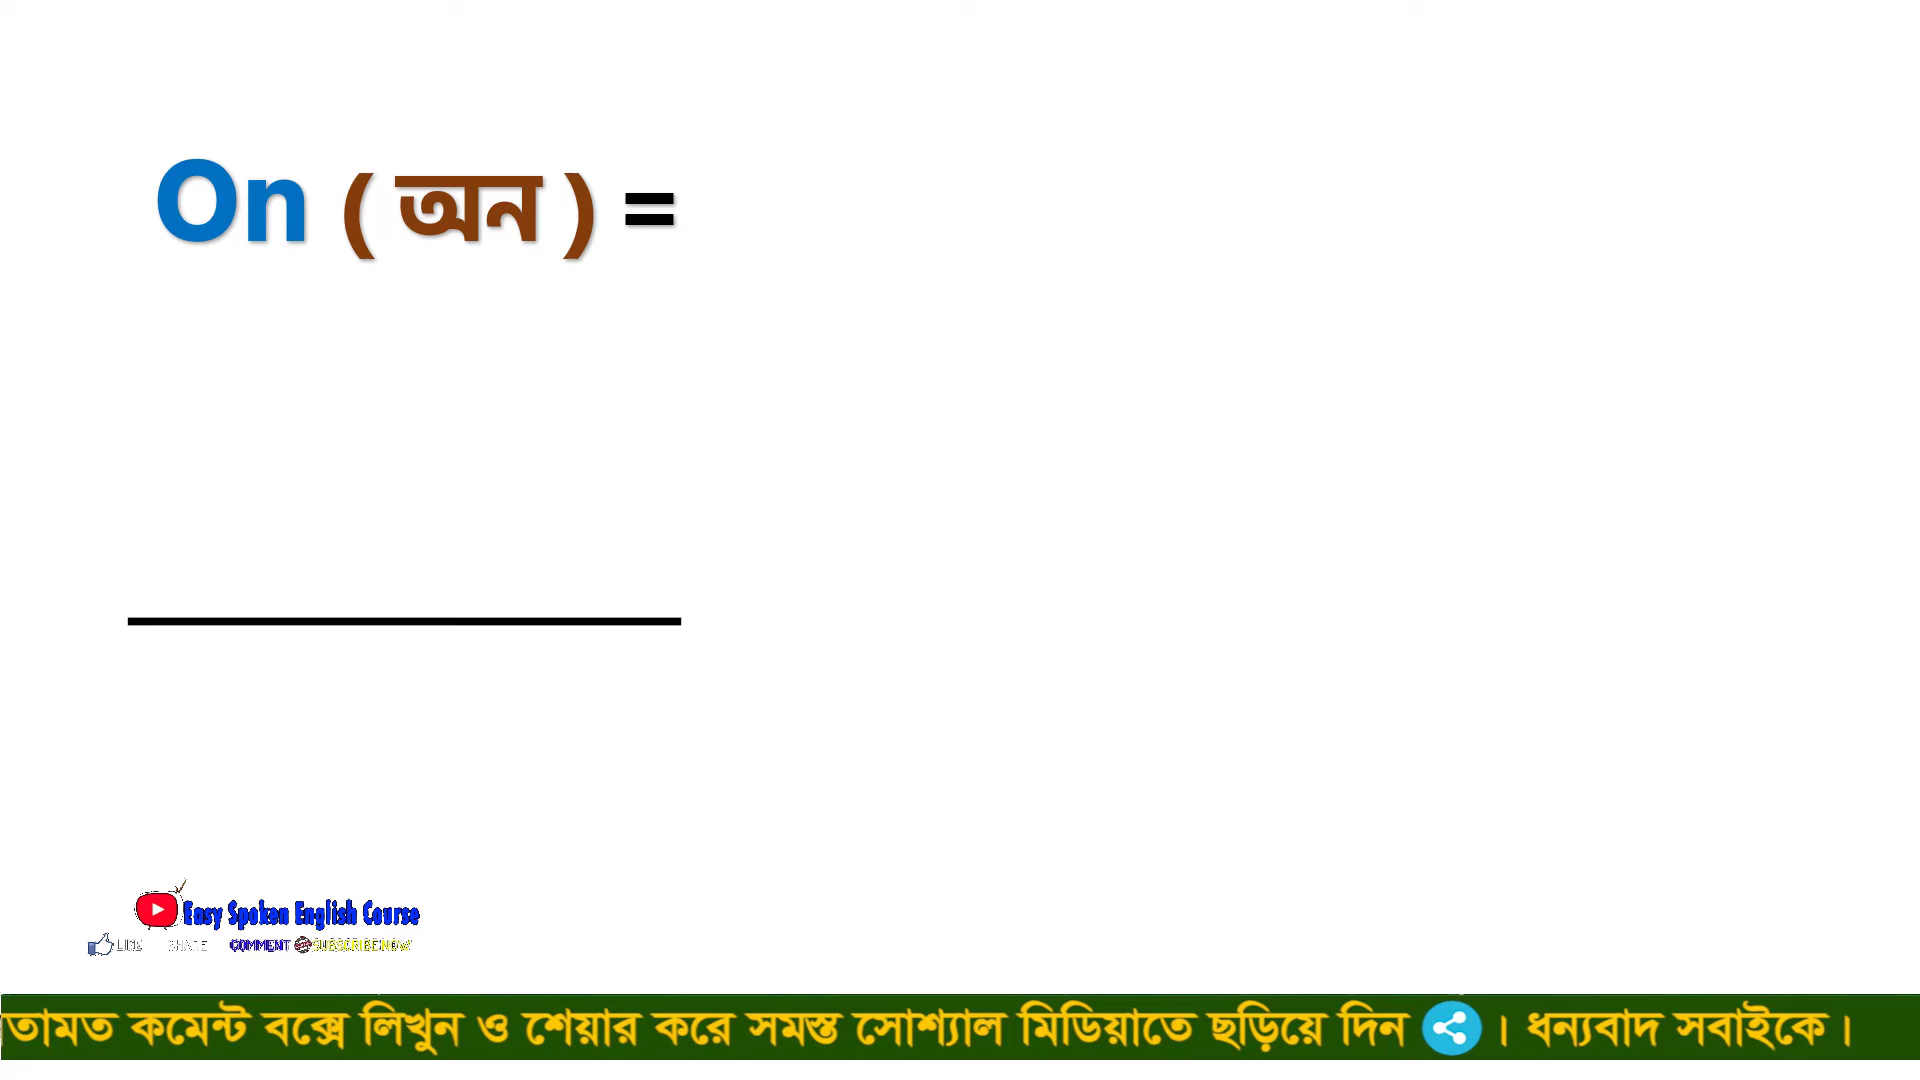 On ( অন ) =
Easy Spoken English Course
LIKE SHARE COMMENT SUBSCRIBE NOW
তামত কমেন্ট বক্সে লিখুন ও শেয়ার করে সমস্ত সোশ্যাল মিডিয়াতে ছড়িয়ে দিন । ধন্যবাদ সবাইকে ।